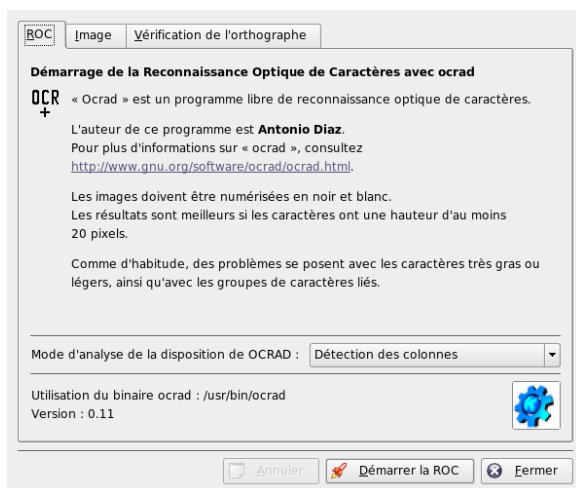 ROC
Image
Vérification de l'orthographe
Démarrage de la Reconnaissance Optique de Caractères avec ocrad
OCR
+
« Ocrad » est un programme libre de reconnaissance optique de caractères.
L'auteur de ce programme est Antonio Diaz.
Pour plus d'informations sur « ocrad », consultez
http://www.gnu.org/software/ocrad/ocrad.html.
Les images doivent être numérisées en noir et blanc.
Les résultats sont meilleurs si les caractères ont une hauteur d'au moins
20 pixels.
Comme d'habitude, des problèmes se posent avec les caractères très gras ou
légers, ainsi qu'avec les groupes de caractères liés.
Mode d'analyse de la disposition de OCRAD : Détection des colonnes
Utilisation du binaire ocrad : /usr/bin/ocrad
Version : 0.11
Annuler
Démarrer la ROC
Fermer